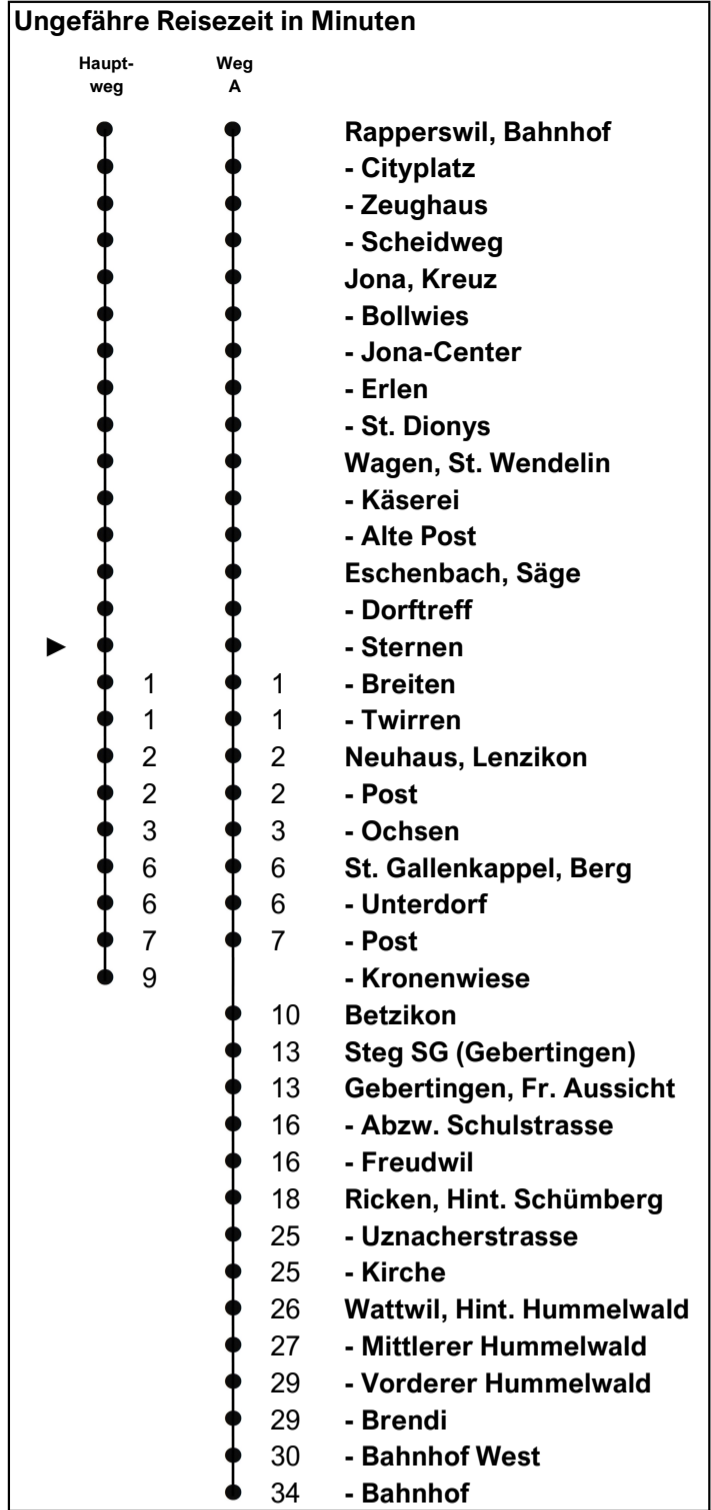 Ungefähre Reisezeit in Minuten
Haupt- Weg
weg A
Rapperswil, Bahnhof
- Cityplatz
- Zeughaus
- Scheidweg
Jona, Kreuz
- Bollwies
- Jona-Center
- Erlen
- St. Dionys
Wagen, St. Wendelin
- Käserei
- Alte Post
Eschenbach, Säge
- Dorftreff
► - Sternen
1 1 - Breiten
1 1 - Twirren
2 2 Neuhaus, Lenzikon
2 2 - Post
3 3 - Ochsen
6 6 St. Gallenkappel, Berg
6 6 - Unterdorf
7 7 - Post
9 - Kronenwiese
10 Betzikon
13 Steg SG (Gebertingen)
13 Gebertingen, Fr. Aussicht
16 - Abzw. Schulstrasse
16 - Freudwil
18 Ricken, Hint. Schümberg
25 - Uznacherstrasse
25 - Kirche
26 Wattwil, Hint. Hummelwald
27 - Mittlerer Hummelwald
29 - Vorderer Hummelwald
29 - Brendi
30 - Bahnhof West
34 - Bahnhof